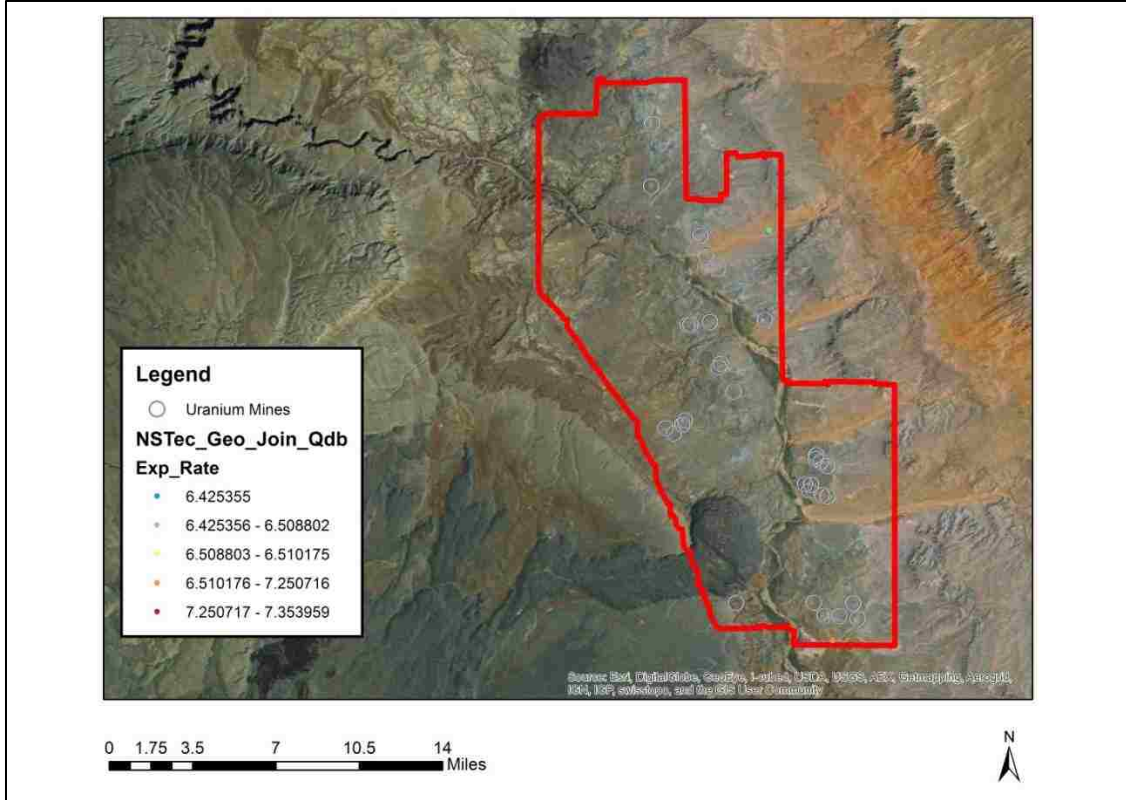 Legend
Uranium Mines
NSTec_Geo_Join_Qdb
Exp_Rate
6.425355
6.425356 - 6.508802
6.508803 - 6.510175
6.510176 - 7.250716
7.250717 - 7.353959
Source: Esri, DigitalGlobe, GeoEye, i-cubed, USDA, USGS, AEX, Getmapping, Aerogrid,
IGN, IGP, swisstopo, and the GIS User Community
0 1.75 3.5 7 10.5 14
Miles
N